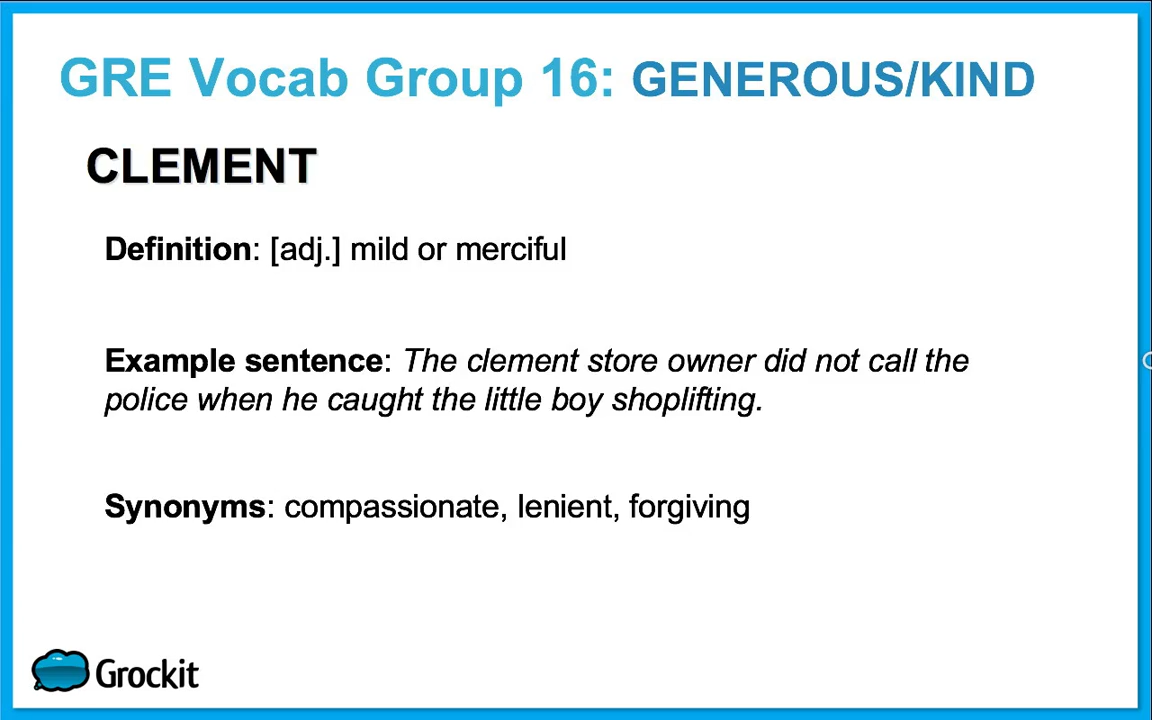 GRE Vocab Group 16: GENEROUS/KIND
CLEMENT
Definition: [adj.] mild or merciful
Example sentence: The clement store owner did not call the
police when he caught the little boy shoplifting.
Synonyms: compassionate, lenient, forgiving
Grockit